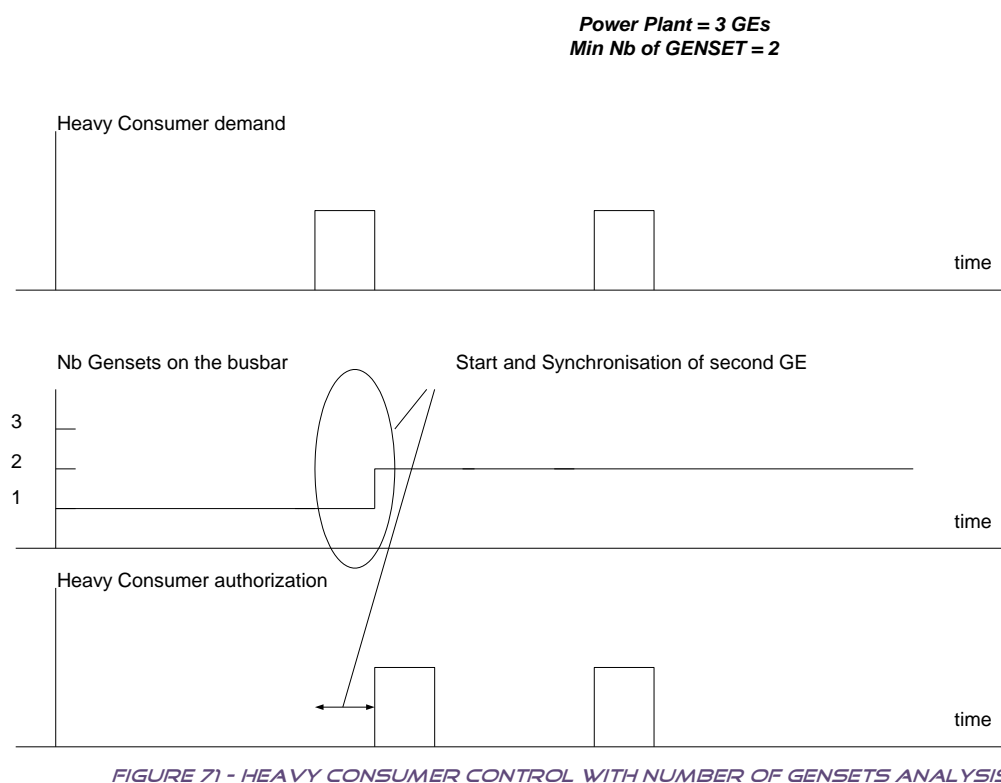 Power Plant = 3 GEs
Min Nb of GENSET = 2
Heavy Consumer demand
time
Nb Gensets on the busbar
Start and Synchronisation of second GE
3
2
1
time
Heavy Consumer authorization
time
FIGURE 71 - HEAVY CONSUMER CONTROL WITH NUMBER OF GENSETS ANALYSIS